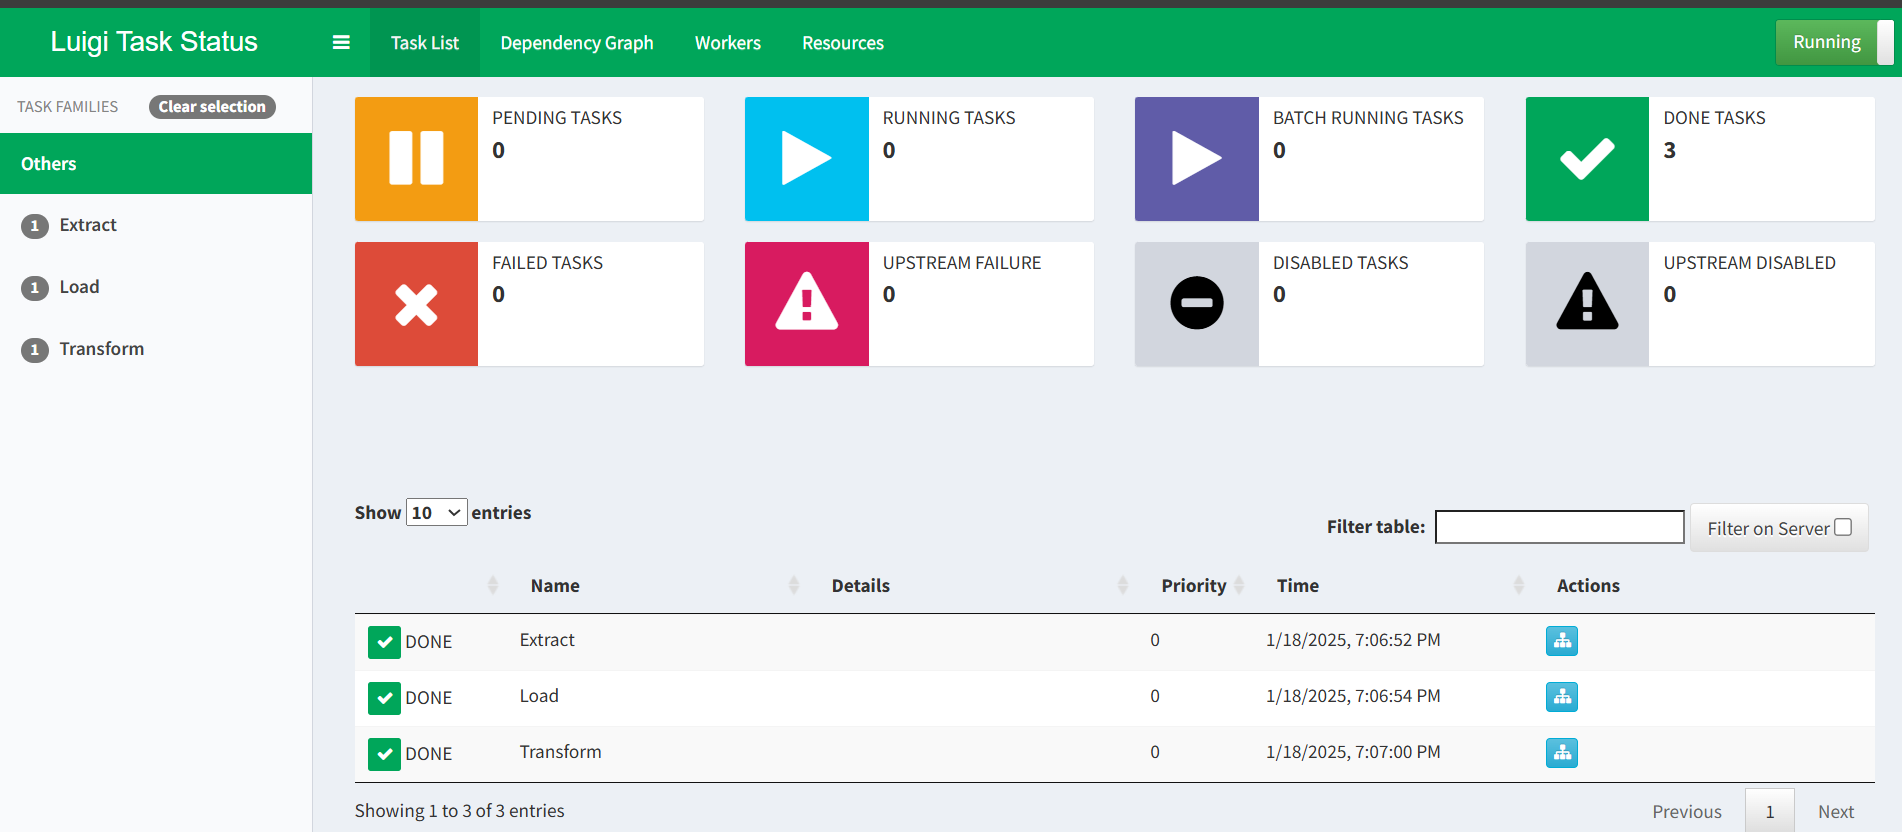 Luigi Task Status
Task List
Dependency Graph
Workers
Resources
Running
TASK FAMILIES
Clear selection
Others
1 Extract
1 Load
1 Transform
PENDING TASKS
0
RUNNING TASKS
0
BATCH RUNNING TASKS
0
DONE TASKS
3
FAILED TASKS
0
UPSTREAM FAILURE
0
DISABLED TASKS
0
UPSTREAM DISABLED
0
Show 10 entries
Filter table:
Filter on Server
Name Details Priority Time Actions
DONE Extract 0 1/18/2025, 7:06:52 PM
DONE Load 0 1/18/2025, 7:06:54 PM
DONE Transform 0 1/18/2025, 7:07:00 PM
Showing 1 to 3 of 3 entries
Previous 1 Next